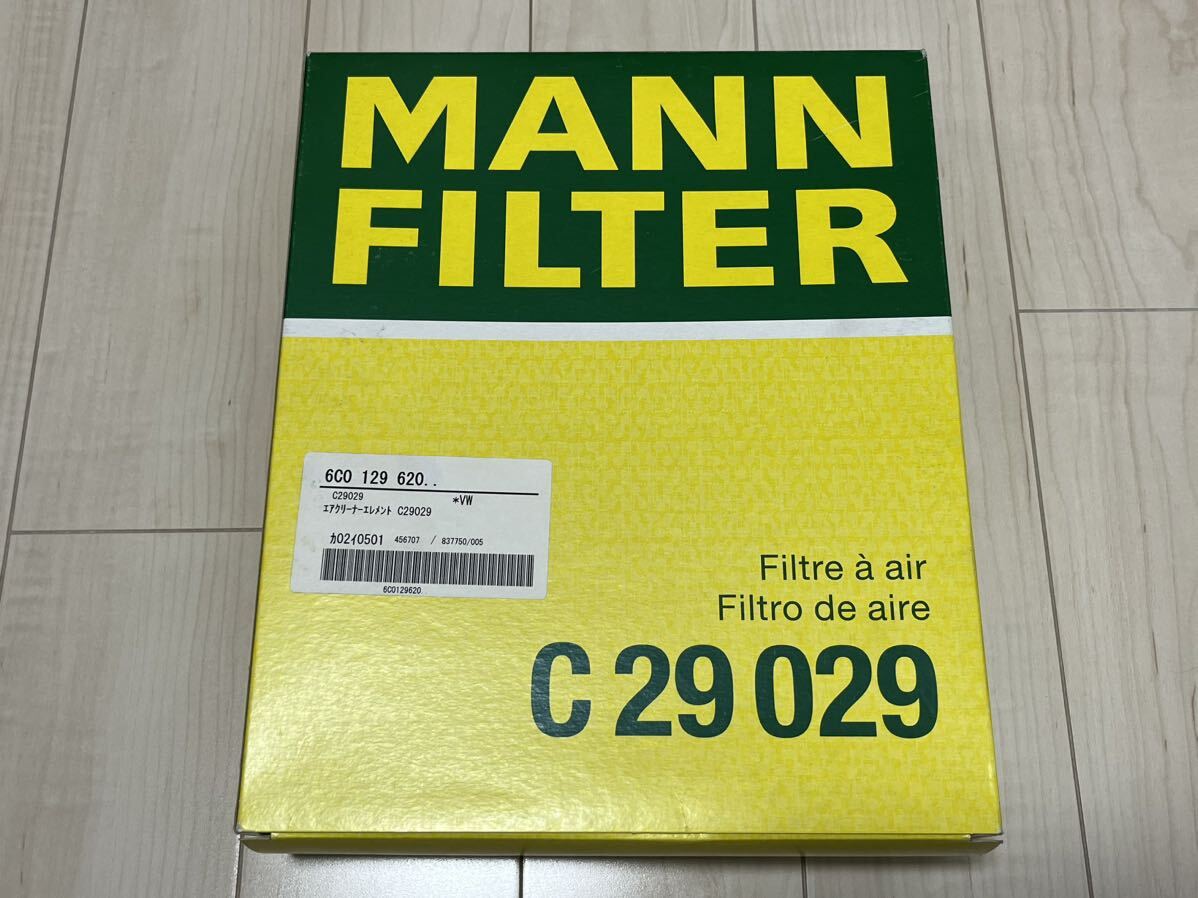 MANN
FILTER
6C0 129 620..
C29029 *VW
ｴｱｸﾘｰﾅｰｴﾚﾒﾝﾄ C29029
ｶ02ｲ0501 456707 / 837750/005
6C0129620.
Filtre à air
Filtro de aire
C 29 029